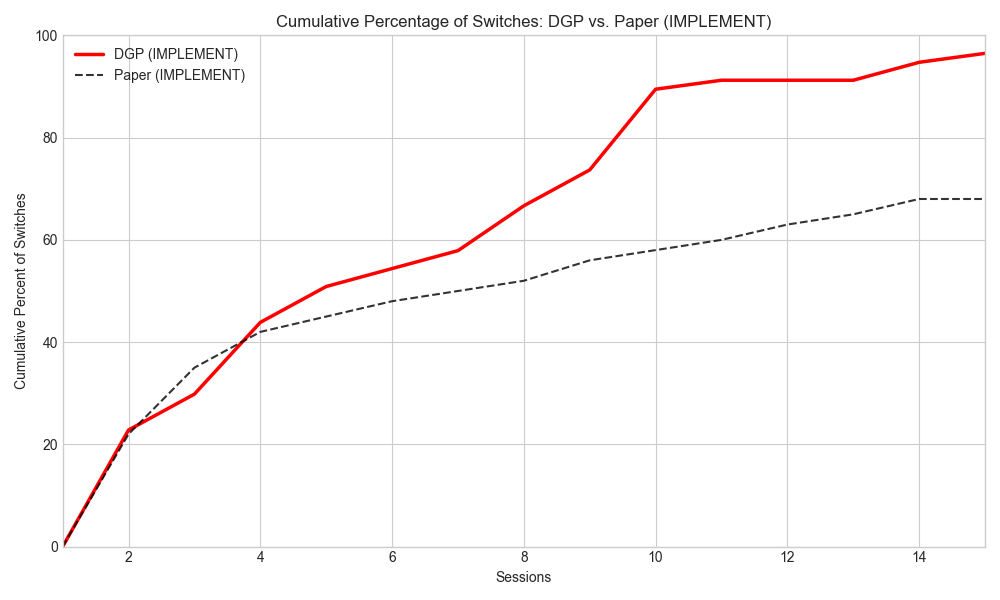 Cumulative Percentage of Switches: DGP vs. Paper (IMPLEMENT)
DGP (IMPLEMENT)
Paper (IMPLEMENT)
Cumulative Percent of Switches
100
80
60
40
20
0
2 4 6 8 10 12 14
Sessions